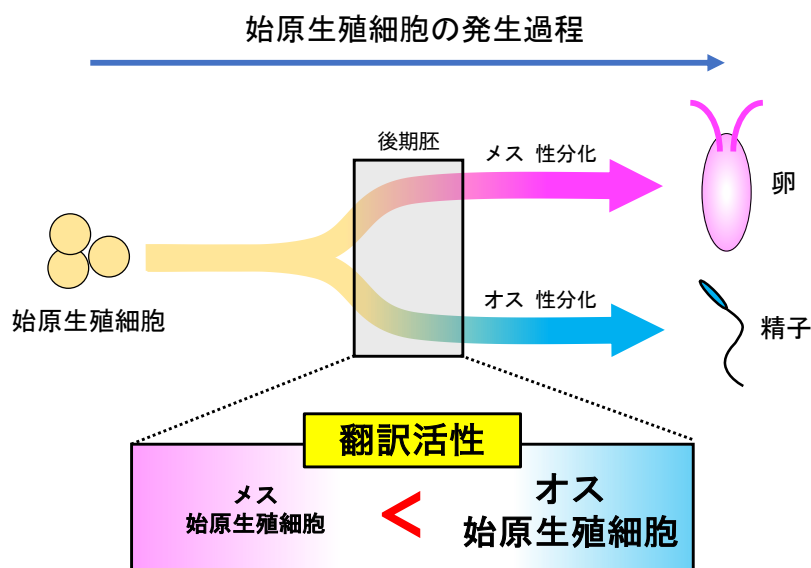 始原生殖細胞の発生過程
後期胚
メス 性分化
卵
始原生殖細胞
オス 性分化
精子
翻訳活性
メス
始原生殖細胞
<
オス
始原生殖細胞